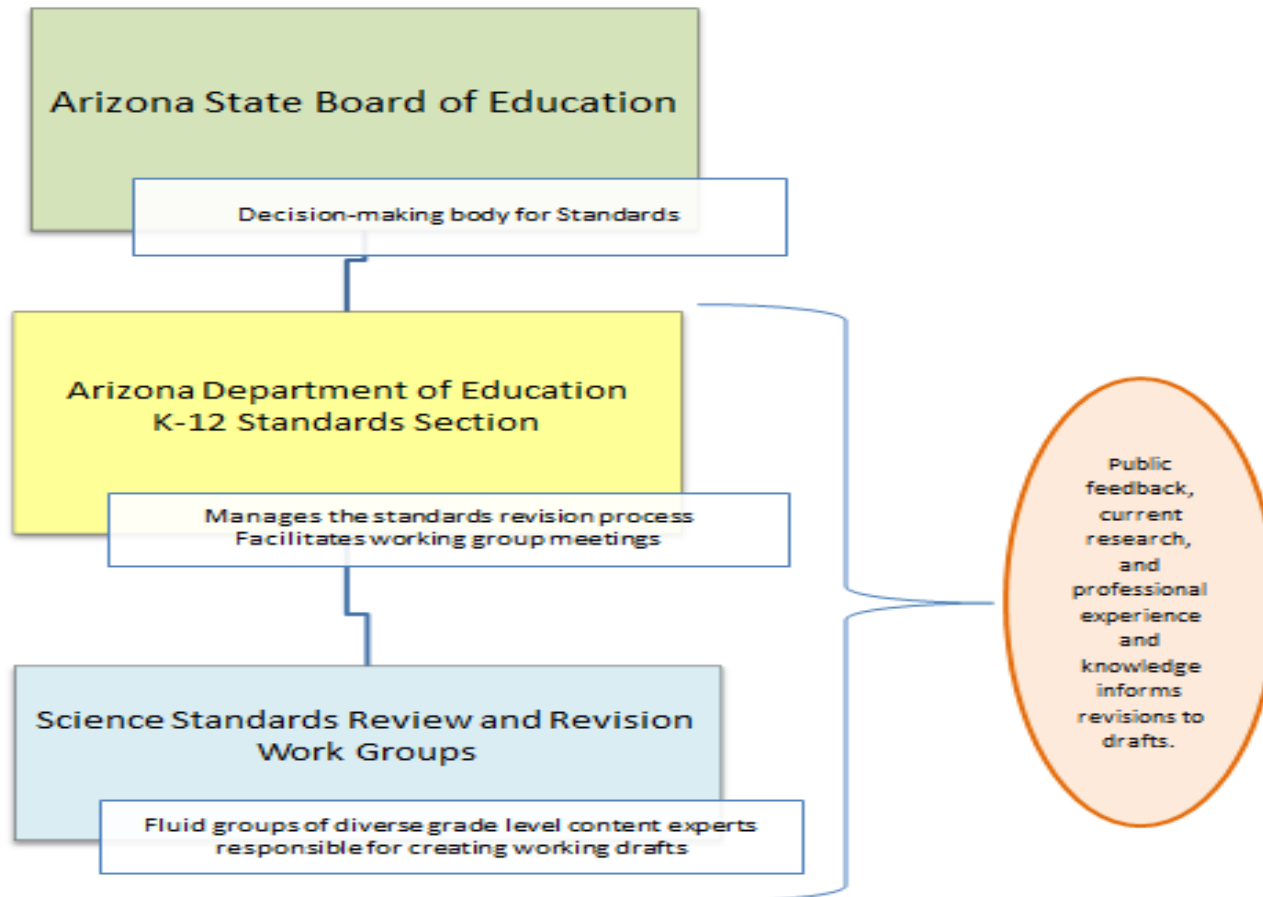 Arizona State Board of Education
Decision-making body for Standards
Arizona Department of Education
K-12 Standards Section
Manages the standards revision process
Facilitates working group meetings
Science Standards Review and Revision
Work Groups
Fluid groups of diverse grade level content experts
responsible for creating working drafts
Public
feedback,
current
research,
and
professional
experience
and
knowledge
informs
revisions to
drafts.